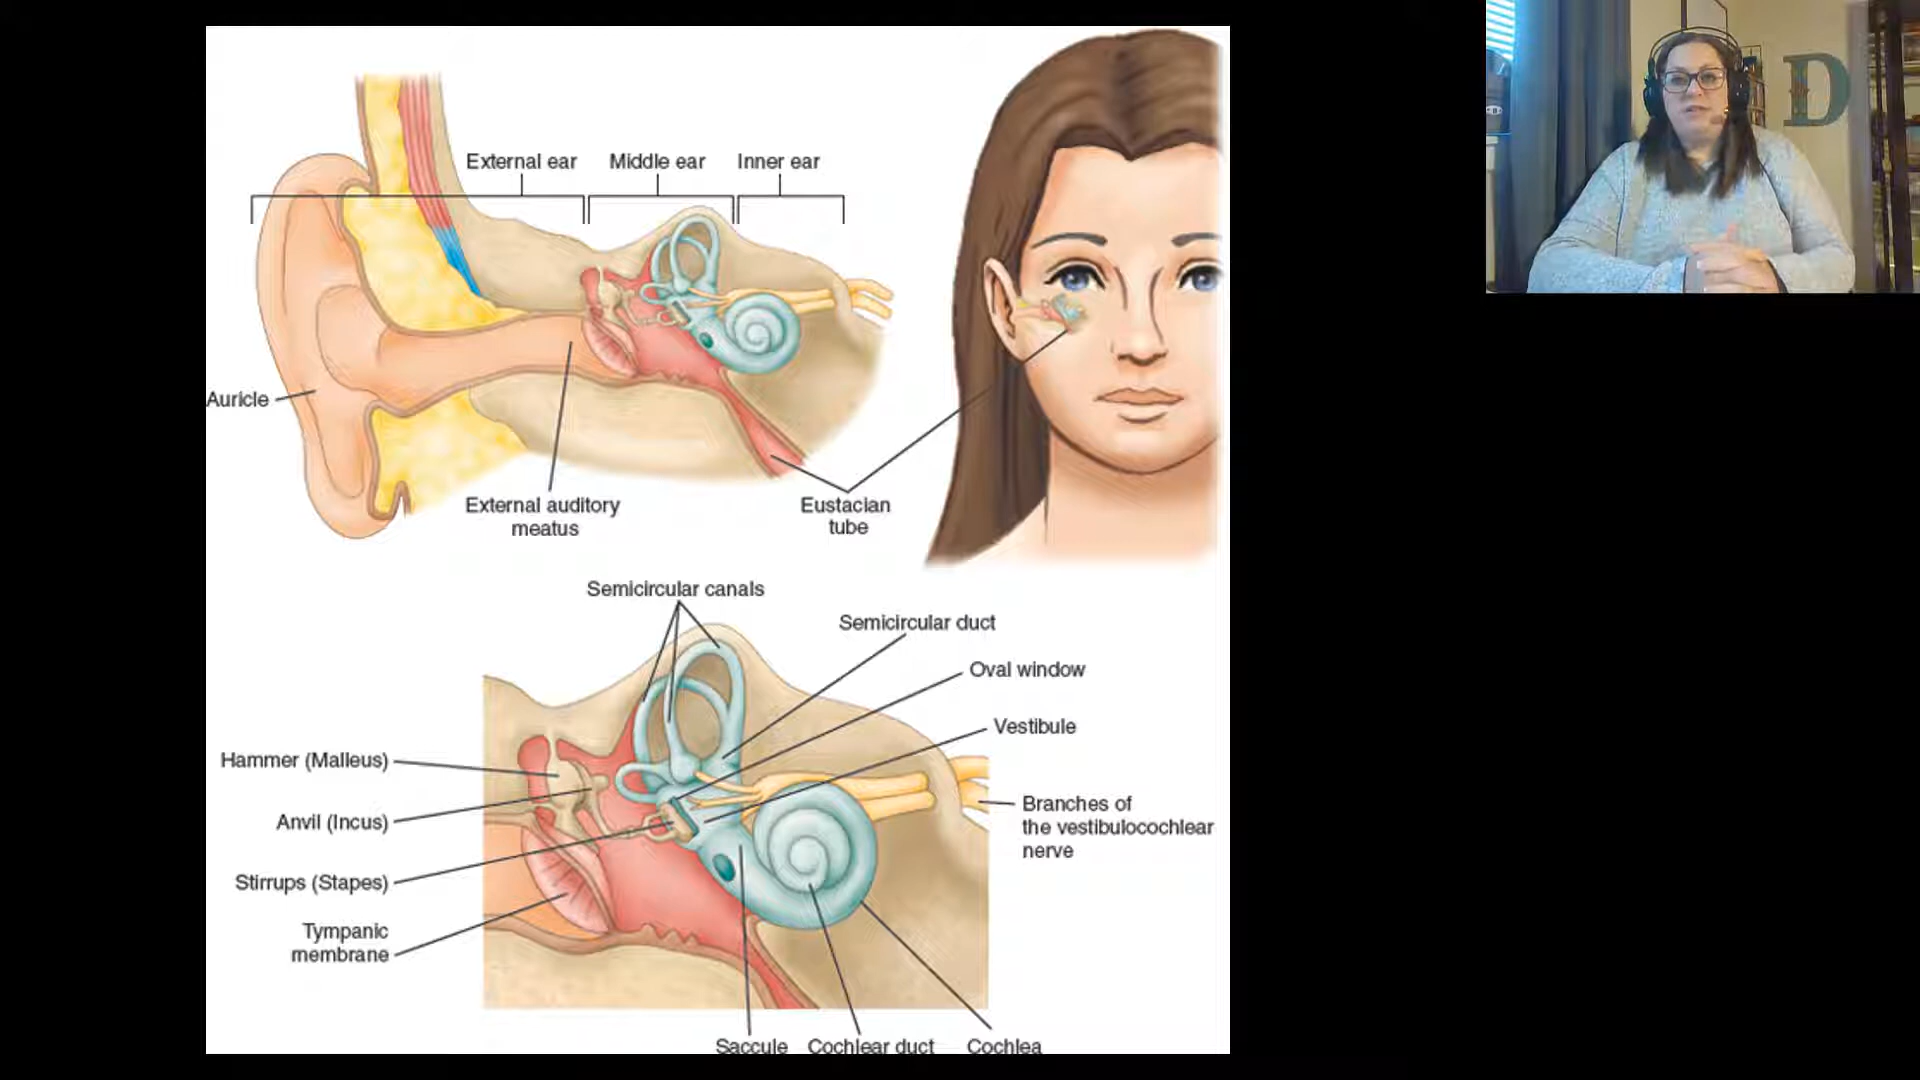 External ear
Middle ear
Inner ear
Auricle
External auditory
meatus
Eustacian
tube
Semicircular canals
Semicircular duct
Oval window
Vestibule
Hammer (Malleus)
Anvil (Incus)
Branches of
the vestibulocochlear
nerve
Stirrups (Stapes)
Tympanic
membrane
Saccule
Cochlear duct
Cochlea
D